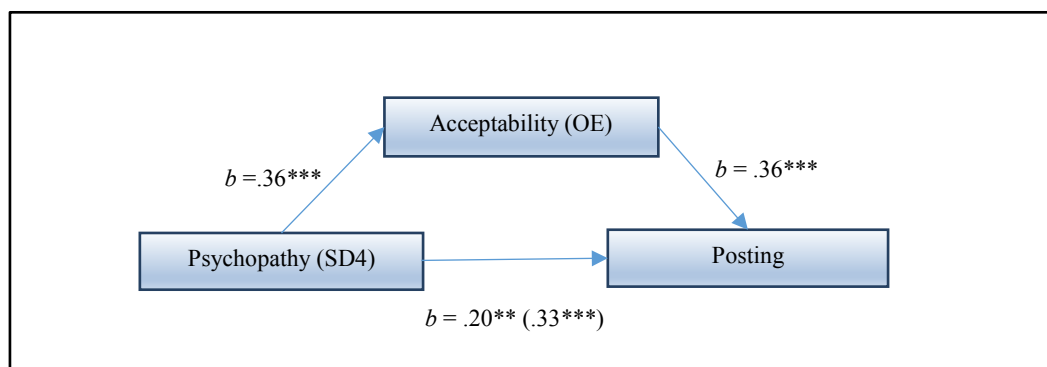 Acceptability (OE)
b =.36***
b = .36***
Psychopathy (SD4)
Posting
b = .20** (.33***)